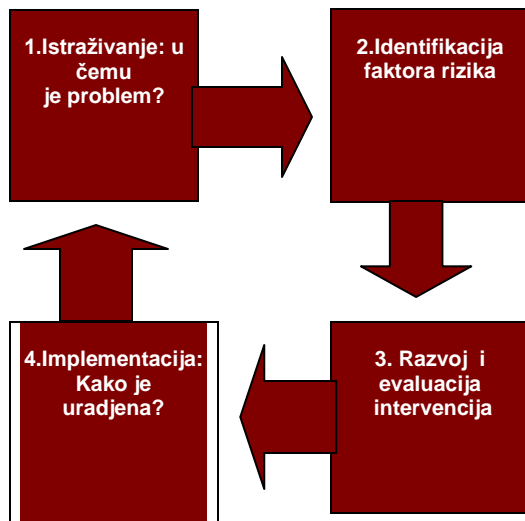 1.Istraživanje: u
čemu
je problem?
2.Identifikacija
faktora rizika
3. Razvoj i
evaluacija
intervencija
4.Implementacija:
Kako je
uradjena?